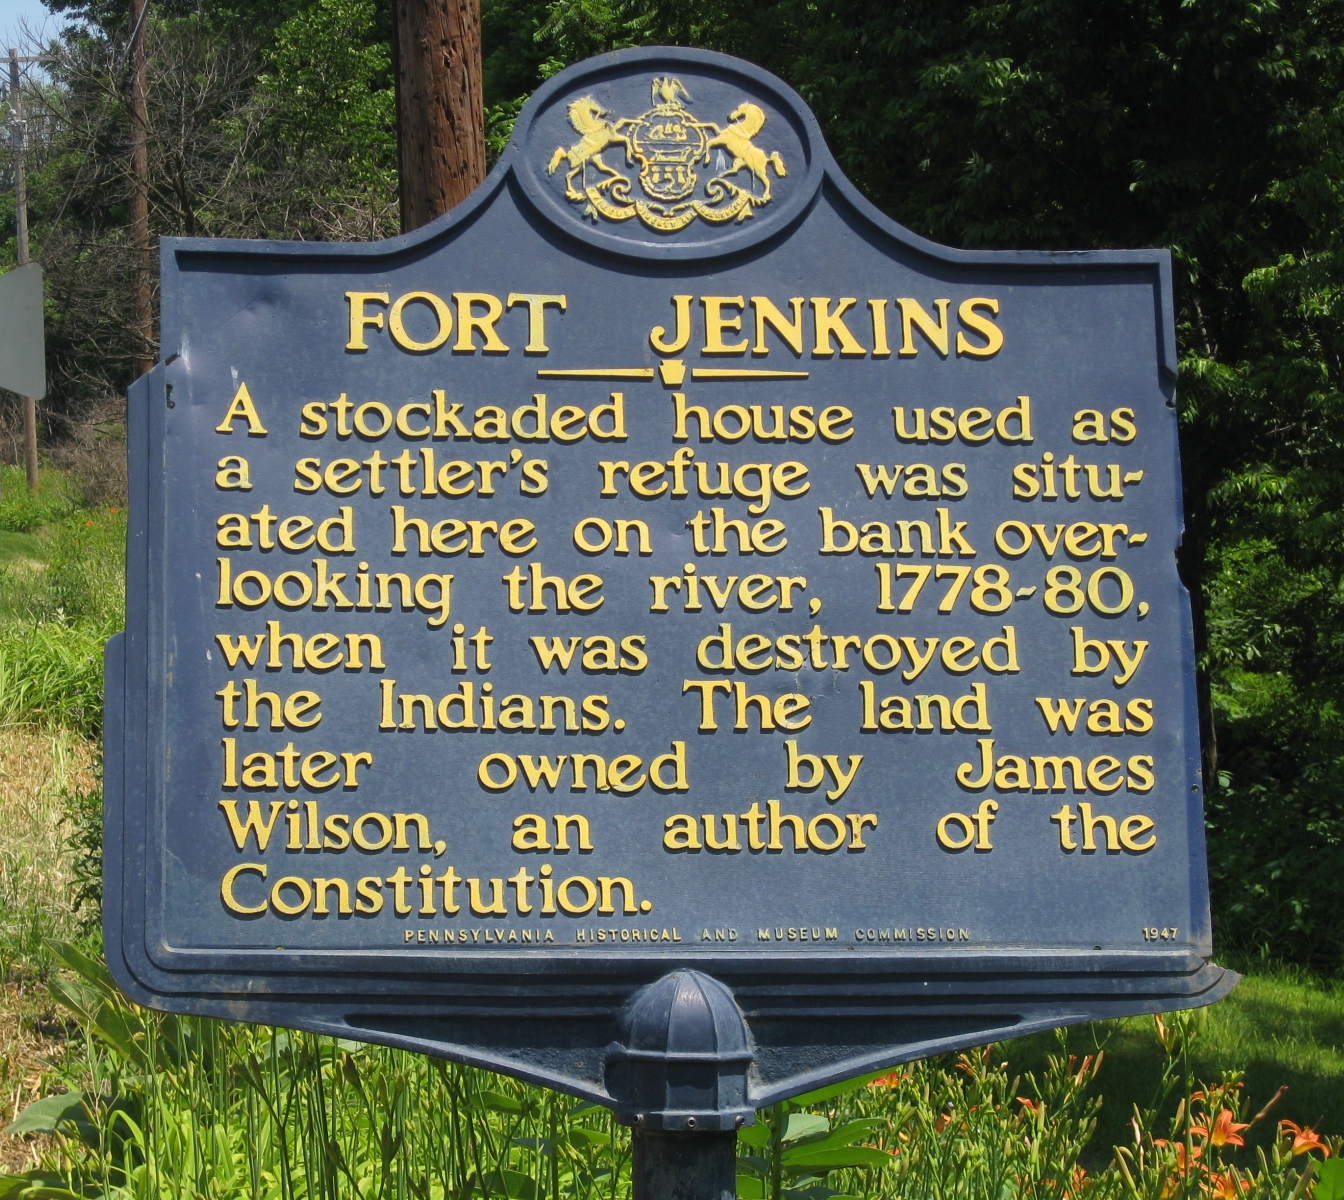 FORT JENKINS
A stockaded house used as
a settler's refuge was situ-
ated here on the bank over-
looking the river, 1778-80,
when it was destroyed by
the Indians. The land was
later owned by James
Wilson, an author of the
Constitution.
PENNSYLVANIA HISTORICAL AND MUSEUM COMMISSION 1947